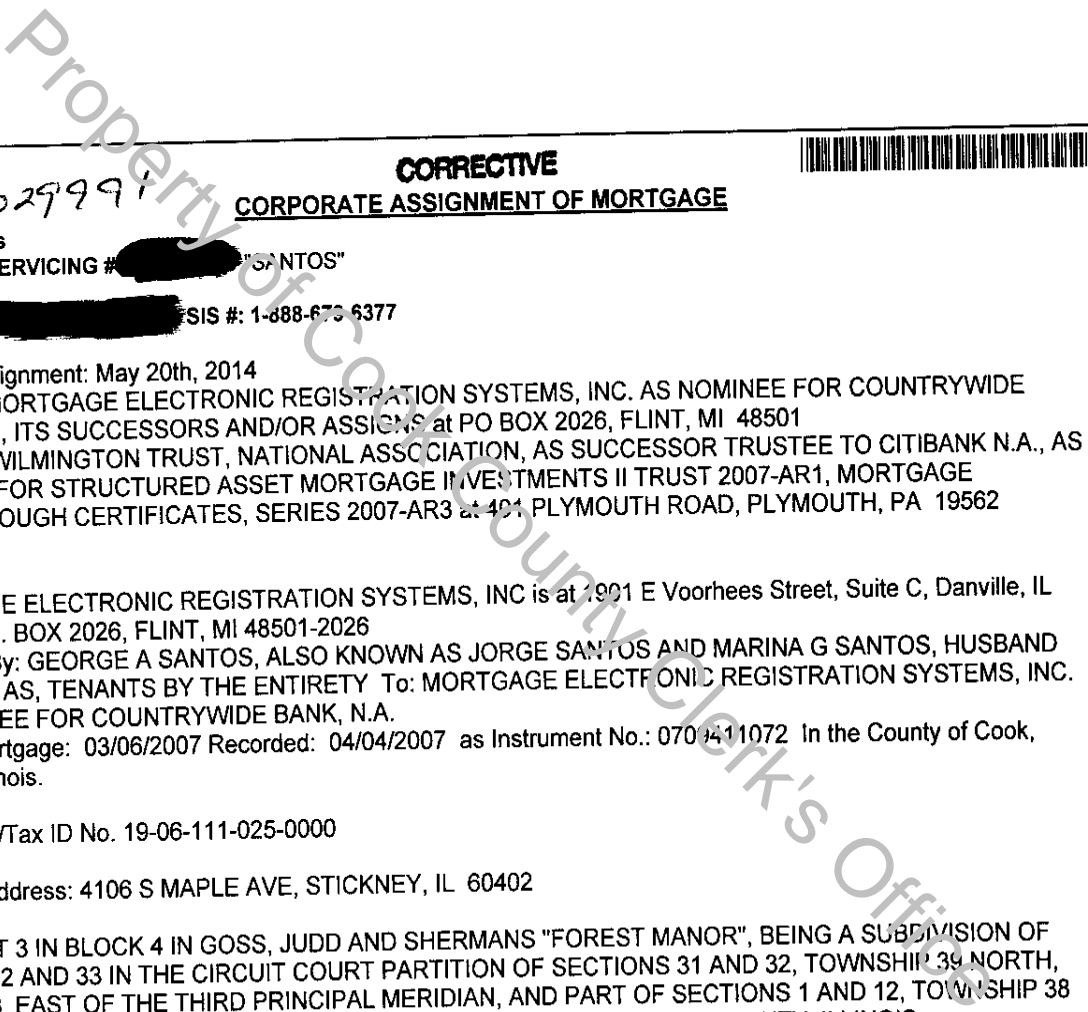 Property of Cook County Clerk's Office
CORRECTIVE
CORPORATE ASSIGNMENT OF MORTGAGE
29991
s
ERVICING # "SANTOS"
SIS #: 1-888-679-6377
ignment: May 20th, 2014
MORTGAGE ELECTRONIC REGISTRATION SYSTEMS, INC. AS NOMINEE FOR COUNTRYWIDE
, ITS SUCCESSORS AND/OR ASSIGNS at PO BOX 2026, FLINT, MI 48501
WILMINGTON TRUST, NATIONAL ASSOCIATION, AS SUCCESSOR TRUSTEE TO CITIBANK N.A., AS
FOR STRUCTURED ASSET MORTGAGE INVESTMENTS II TRUST 2007-AR1, MORTGAGE
OUGH CERTIFICATES, SERIES 2007-AR3 at 401 PLYMOUTH ROAD, PLYMOUTH, PA 19562
E ELECTRONIC REGISTRATION SYSTEMS, INC is at 1901 E Voorhees Street, Suite C, Danville, IL
. BOX 2026, FLINT, MI 48501-2026
By: GEORGE A SANTOS, ALSO KNOWN AS JORGE SANTOS AND MARINA G SANTOS, HUSBAND
AS, TENANTS BY THE ENTIRETY To: MORTGAGE ELECTRONIC REGISTRATION SYSTEMS, INC.
EE FOR COUNTRYWIDE BANK, N.A.
rtgage: 03/06/2007 Recorded: 04/04/2007 as Instrument No.: 0709411072 In the County of Cook,
nois.
/Tax ID No. 19-06-111-025-0000
ddress: 4106 S MAPLE AVE, STICKNEY, IL 60402
T 3 IN BLOCK 4 IN GOSS, JUDD AND SHERMANS "FOREST MANOR", BEING A SUBDIVISION OF
2 AND 33 IN THE CIRCUIT COURT PARTITION OF SECTIONS 31 AND 32, TOWNSHIP 39 NORTH,
EAST OF THE THIRD PRINCIPAL MERIDIAN, AND PART OF SECTIONS 1 AND 12, TOWNSHIP 38